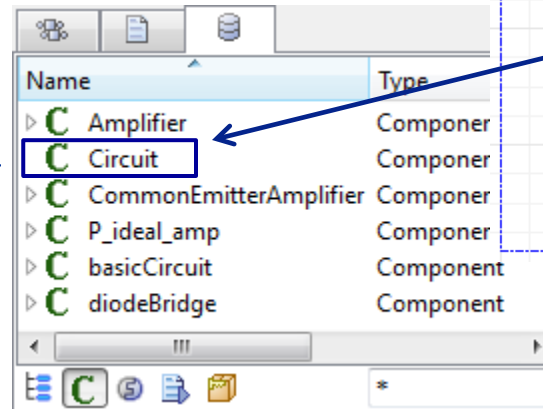 Name Type
C Amplifier Componer
C Circuit Componer
C CommonEmitterAmplifier Componer
C P_ideal_amp Componer
C basicCircuit Component
C diodeBridge Component
C S *